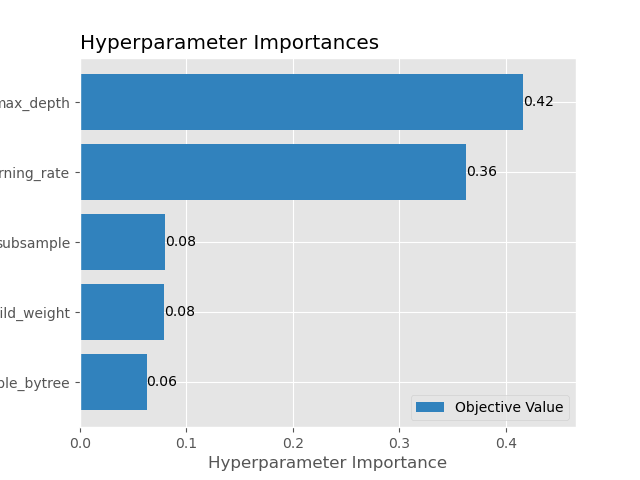 Hyperparameter Importances
max_depth
0.42
rning_rate
0.36
subsample
0.08
ild_weight
0.08
ple_bytree
0.06
Objective Value
0.0 0.1 0.2 0.3 0.4
Hyperparameter Importance